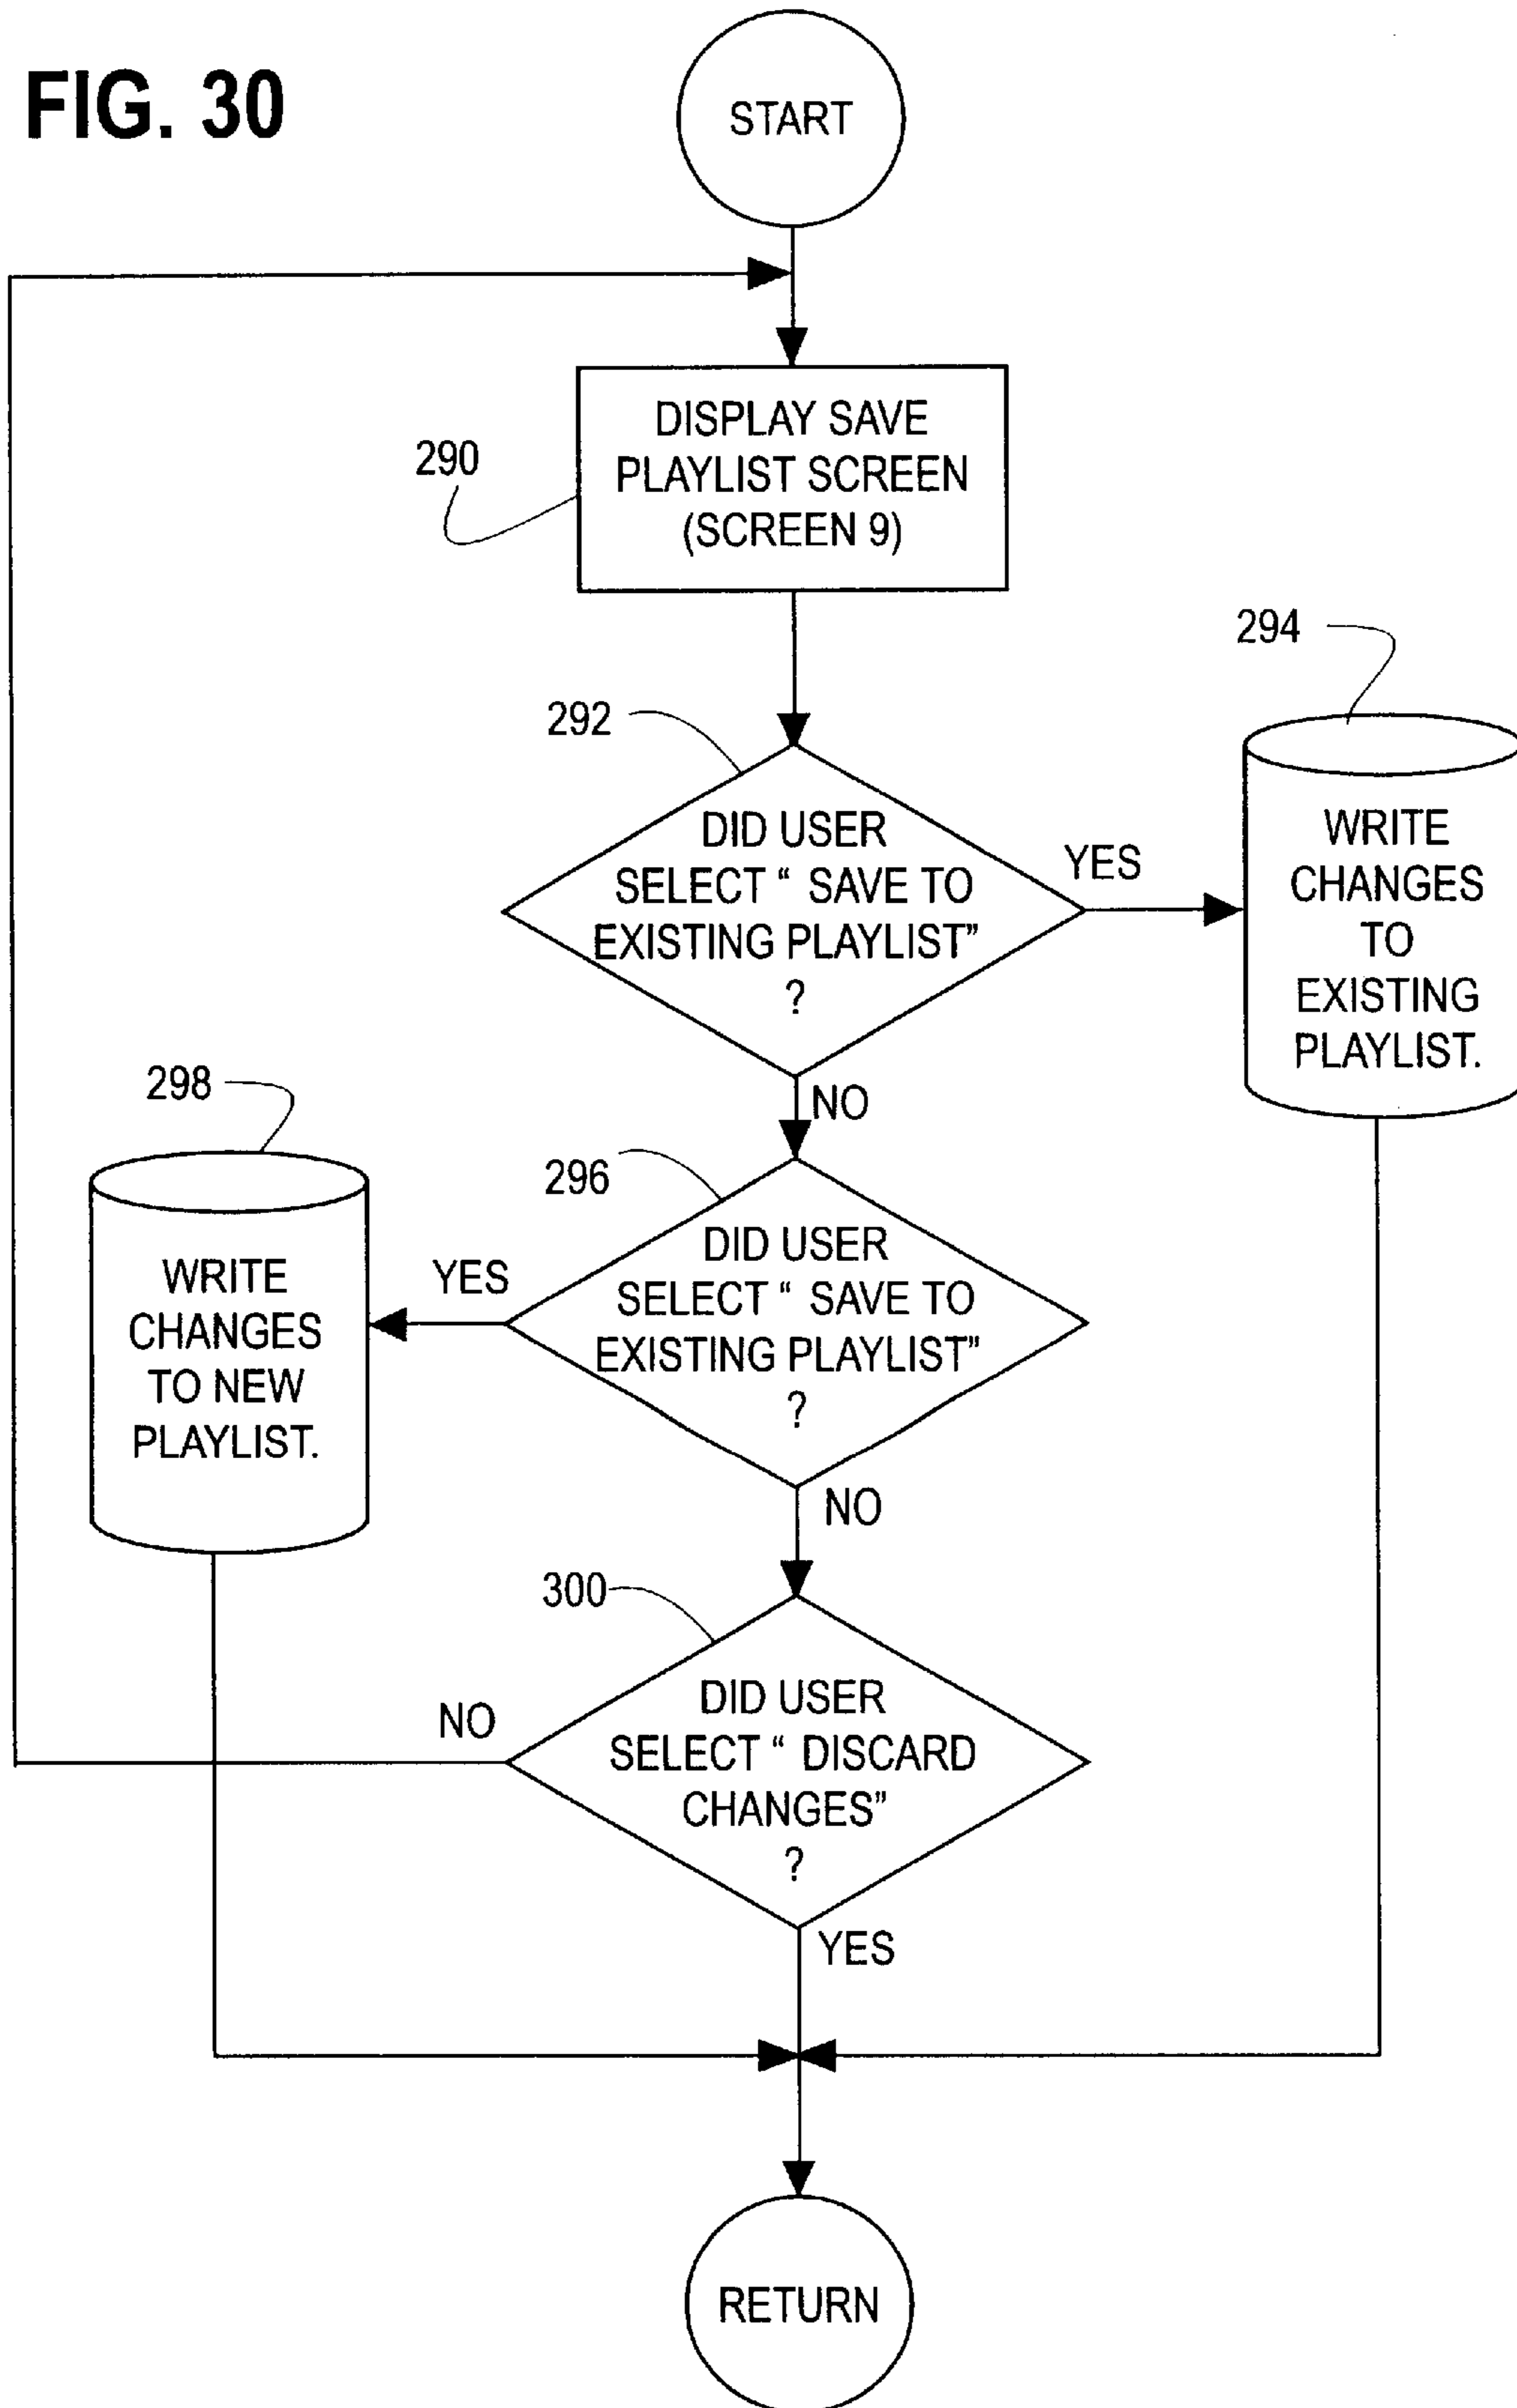 FIG. 30
START
290
DISPLAY SAVE
PLAYLIST SCREEN
(SCREEN 9)
292
DID USER
SELECT “ SAVE TO
EXISTING PLAYLIST”
?
YES
294
WRITE
CHANGES
TO
EXISTING
PLAYLIST.
NO
296
DID USER
SELECT “ SAVE TO
EXISTING PLAYLIST”
?
YES
298
WRITE
CHANGES
TO NEW
PLAYLIST.
NO
300
DID USER
SELECT “ DISCARD
CHANGES”
?
NO
YES
RETURN